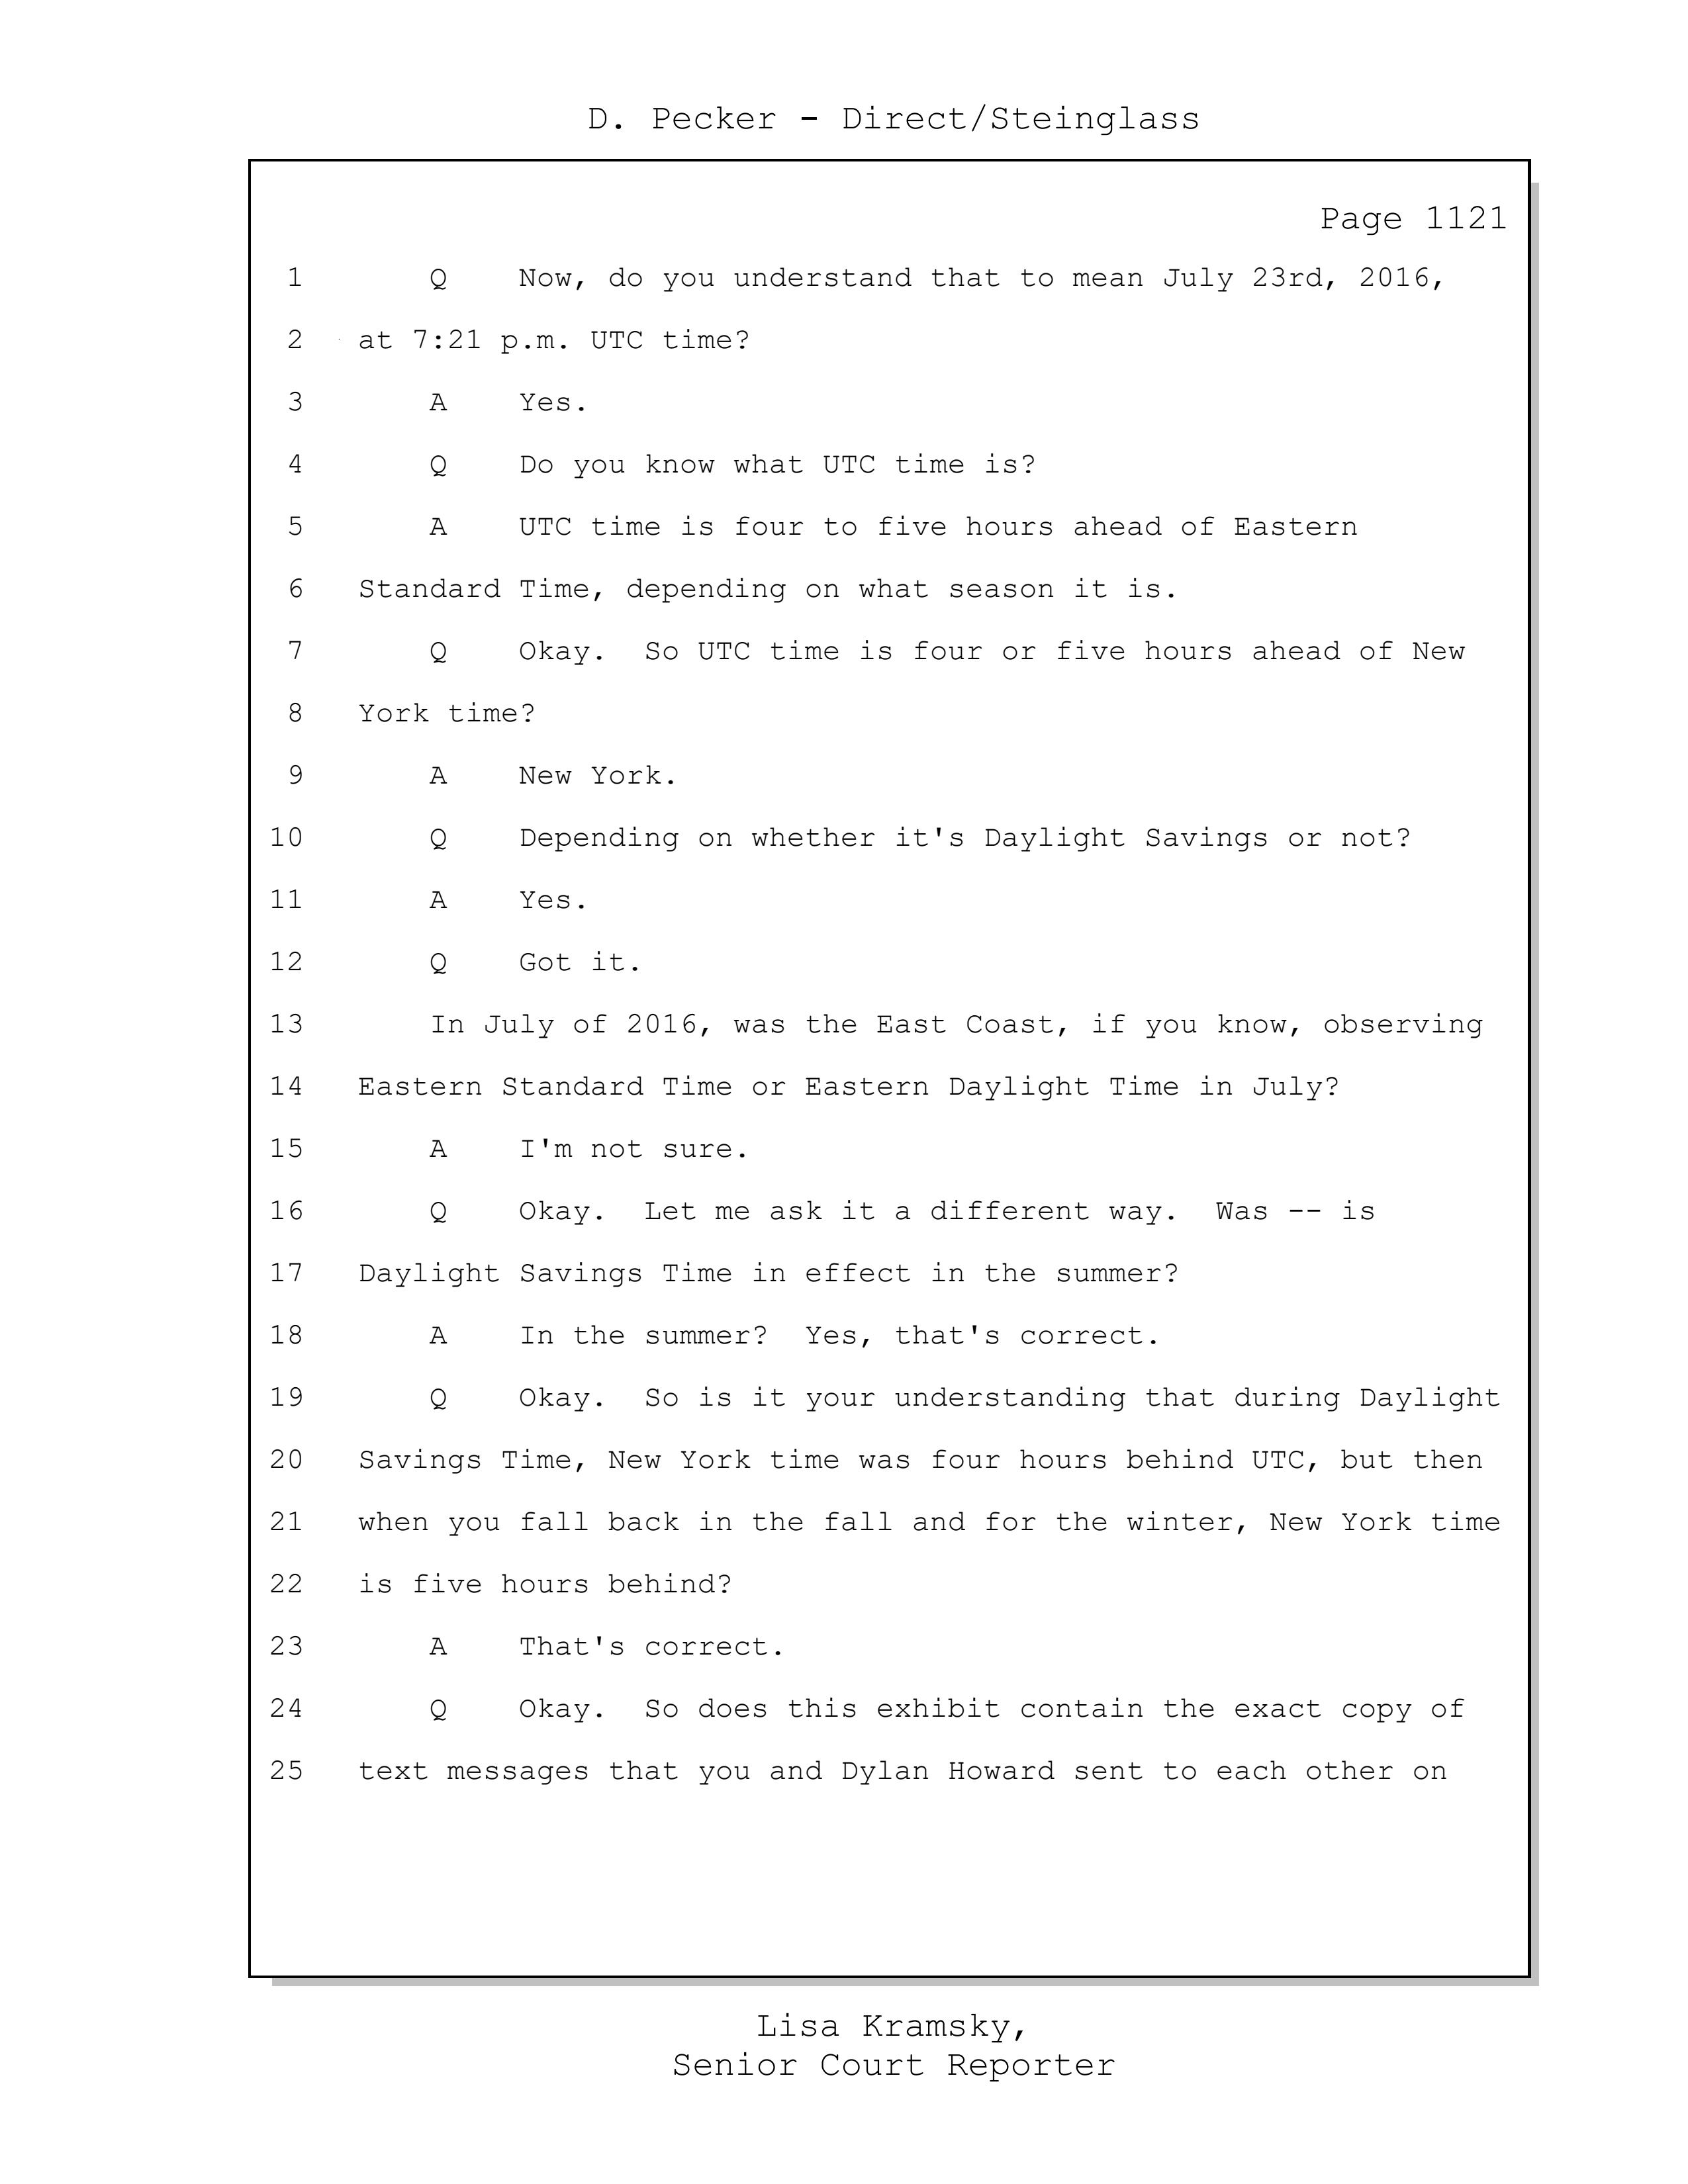 D. Pecker - Direct/Steinglass
Page 1121
1 Q Now, do you understand that to mean July 23rd, 2016,
2 at 7:21 p.m. UTC time?
3 A Yes.
4 Q Do you know what UTC time is?
5 A UTC time is four to five hours ahead of Eastern
6 Standard Time, depending on what season it is.
7 Q Okay. So UTC time is four or five hours ahead of New
8 York time?
9 A New York.
10 Q Depending on whether it's Daylight Savings or not?
11 A Yes.
12 Q Got it.
13 In July of 2016, was the East Coast, if you know, observing
14 Eastern Standard Time or Eastern Daylight Time in July?
15 A I'm not sure.
16 Q Okay. Let me ask it a different way. Was -- is
17 Daylight Savings Time in effect in the summer?
18 A In the summer? Yes, that's correct.
19 Q Okay. So is it your understanding that during Daylight
20 Savings Time, New York time was four hours behind UTC, but then
21 when you fall back in the fall and for the winter, New York time
22 is five hours behind?
23 A That's correct.
24 Q Okay. So does this exhibit contain the exact copy of
25 text messages that you and Dylan Howard sent to each other on
Lisa Kramsky,
Senior Court Reporter